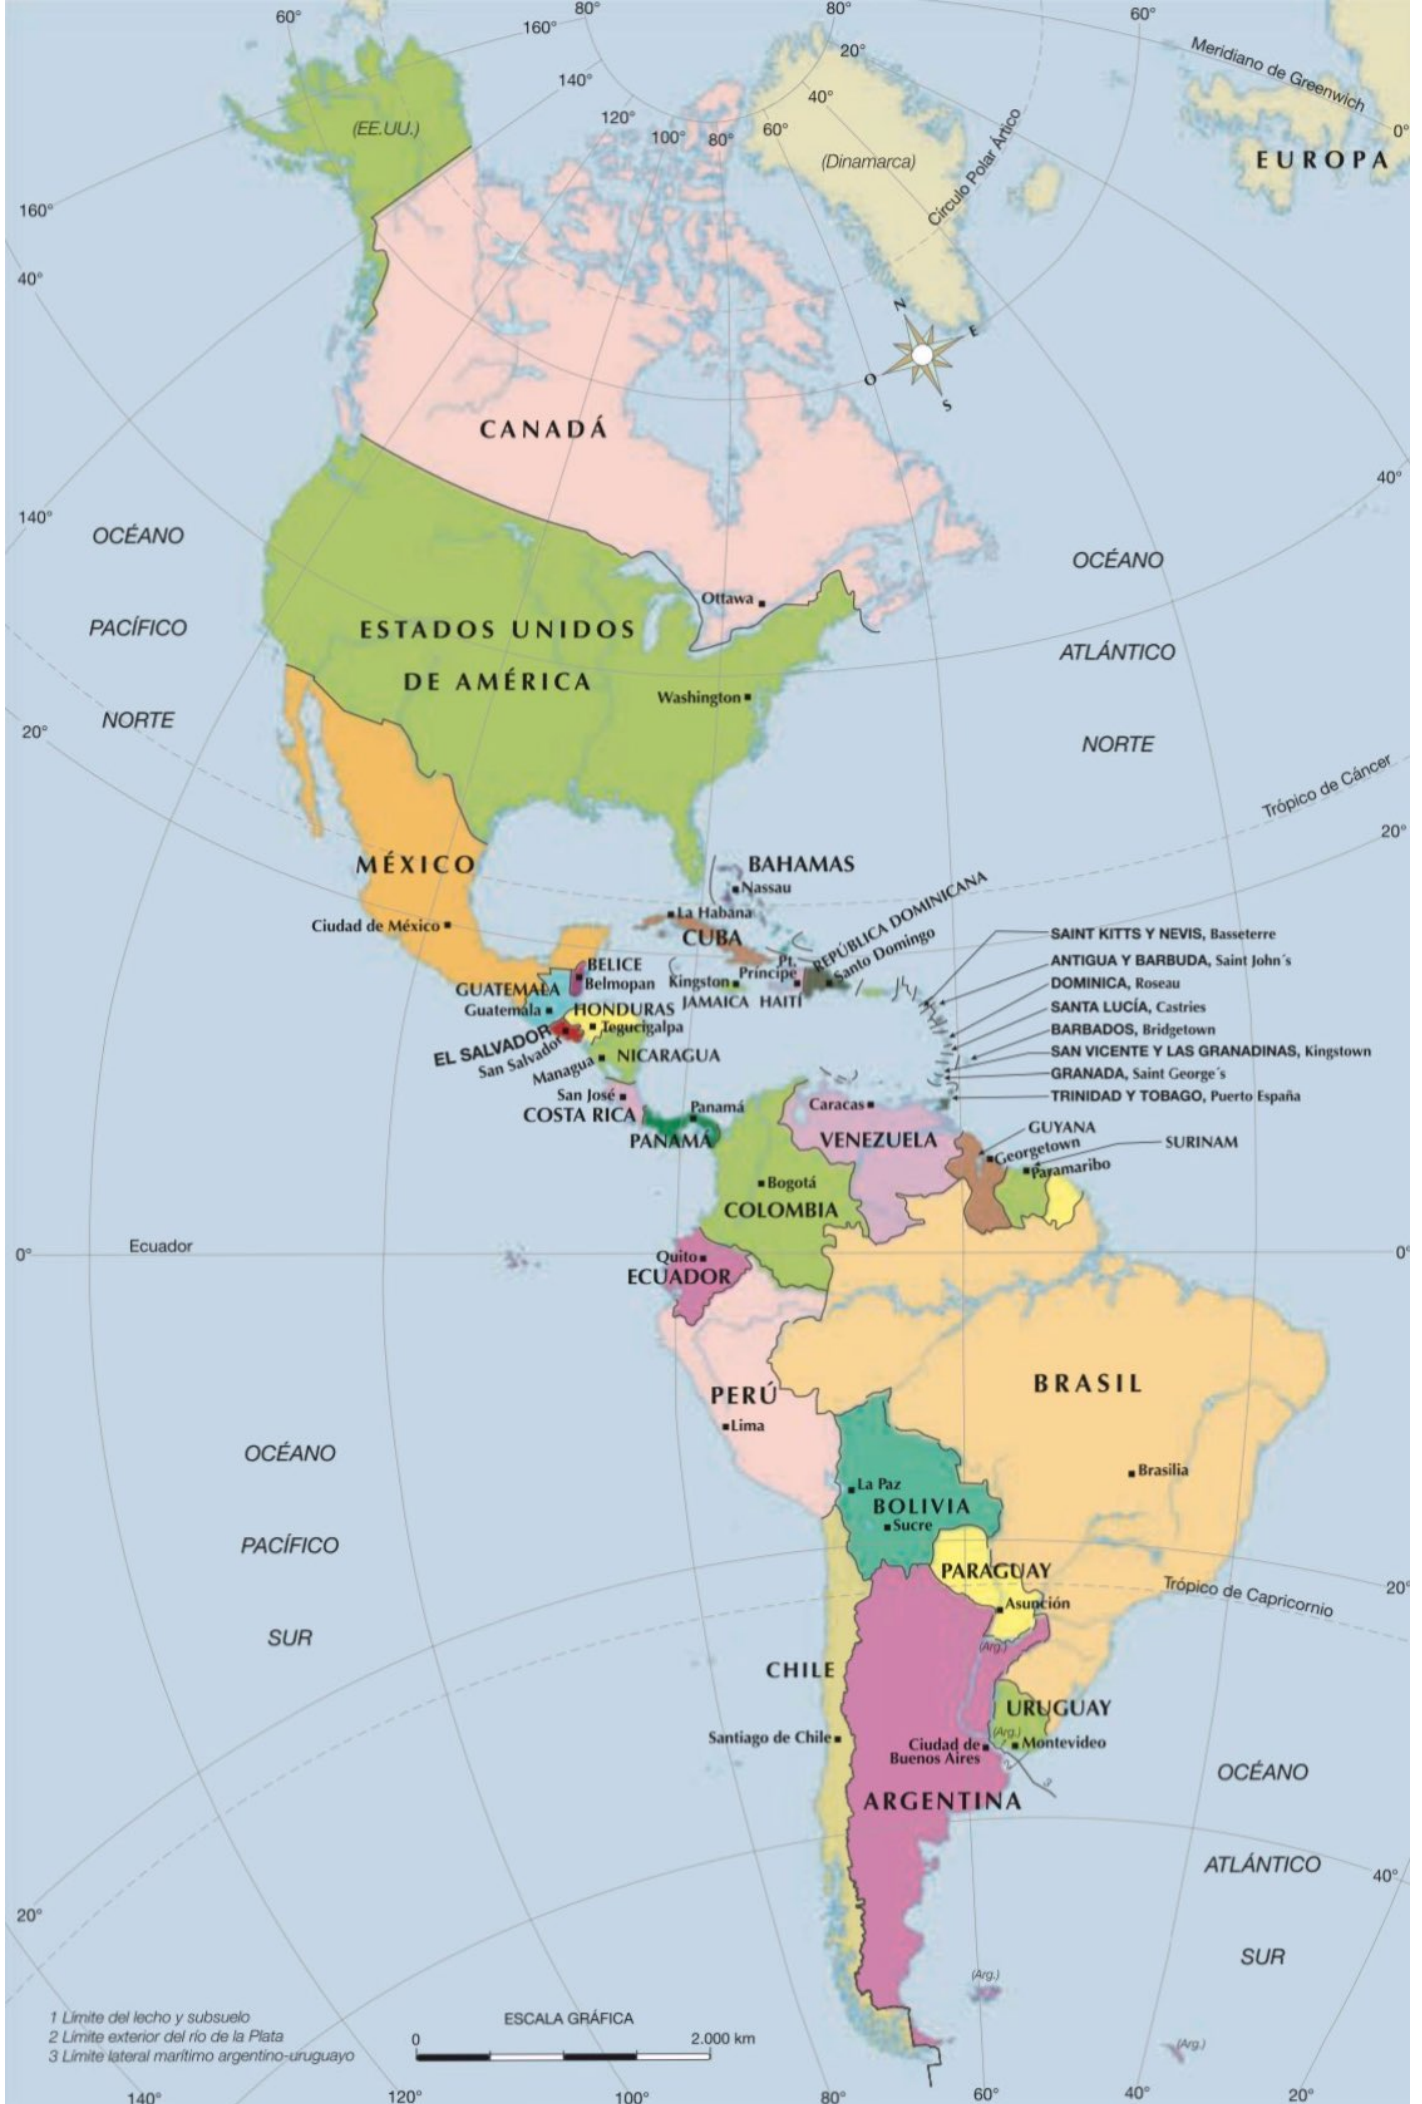 60°
80°
80°
60°
160°
20°
Meridiano de Greenwich
140°
40°
120°
100°
80°
60°
0°
(EE.UU.)
(Dinamarca)
Círculo Polar Ártico
EUROPA
160°
40°
N
E
O
S
CANADÁ
40°
140°
OCÉANO
PACÍFICO
NORTE
OCÉANO
ATLÁNTICO
NORTE
Ottawa
ESTADOS UNIDOS
DE AMÉRICA
Washington
20°
Trópico de Cáncer
20°
MÉXICO
Ciudad de México
BAHAMAS
Nassau
La Habana
CUBA
REPÚBLICA DOMINICANA
Santo Domingo
Pt.
Príncipe
Kingston
JAMAICA
HAITÍ
BELICE
Belmopan
GUATEMALA
Guatemala
HONDURAS
Tegucigalpa
EL SALVADOR
San Salvador
NICARAGUA
Managua
San José
COSTA RICA
Panamá
PANAMÁ
SAINT KITTS Y NEVIS, Basseterre
ANTIGUA Y BARBUDA, Saint John´s
DOMINICA, Roseau
SANTA LUCÍA, Castries
BARBADOS, Bridgetown
SAN VICENTE Y LAS GRANADINAS, Kingstown
GRANADA, Saint George´s
TRINIDAD Y TOBAGO, Puerto España
Caracas
VENEZUELA
GUYANA
Georgetown
SURINAM
Paramaribo
Bogotá
COLOMBIA
0°
Ecuador
0°
Quito
ECUADOR
PERÚ
Lima
BRASIL
Brasilia
La Paz
BOLIVIA
Sucre
OCÉANO
PACÍFICO
SUR
PARAGUAY
Asunción
Trópico de Capricornio
20°
(Arg.)
CHILE
Santiago de Chile
URUGUAY
(Arg.)
Montevideo
Ciudad de
Buenos Aires
2
3
ARGENTINA
OCÉANO
ATLÁNTICO
SUR
40°
20°
(Arg.)
(Arg.)
1 Límite del lecho y subsuelo
2 Límite exterior del río de la Plata
3 Límite lateral marítimo argentino-uruguayo
ESCALA GRÁFICA
0
2.000 km
140°
120°
100°
80°
60°
40°
20°